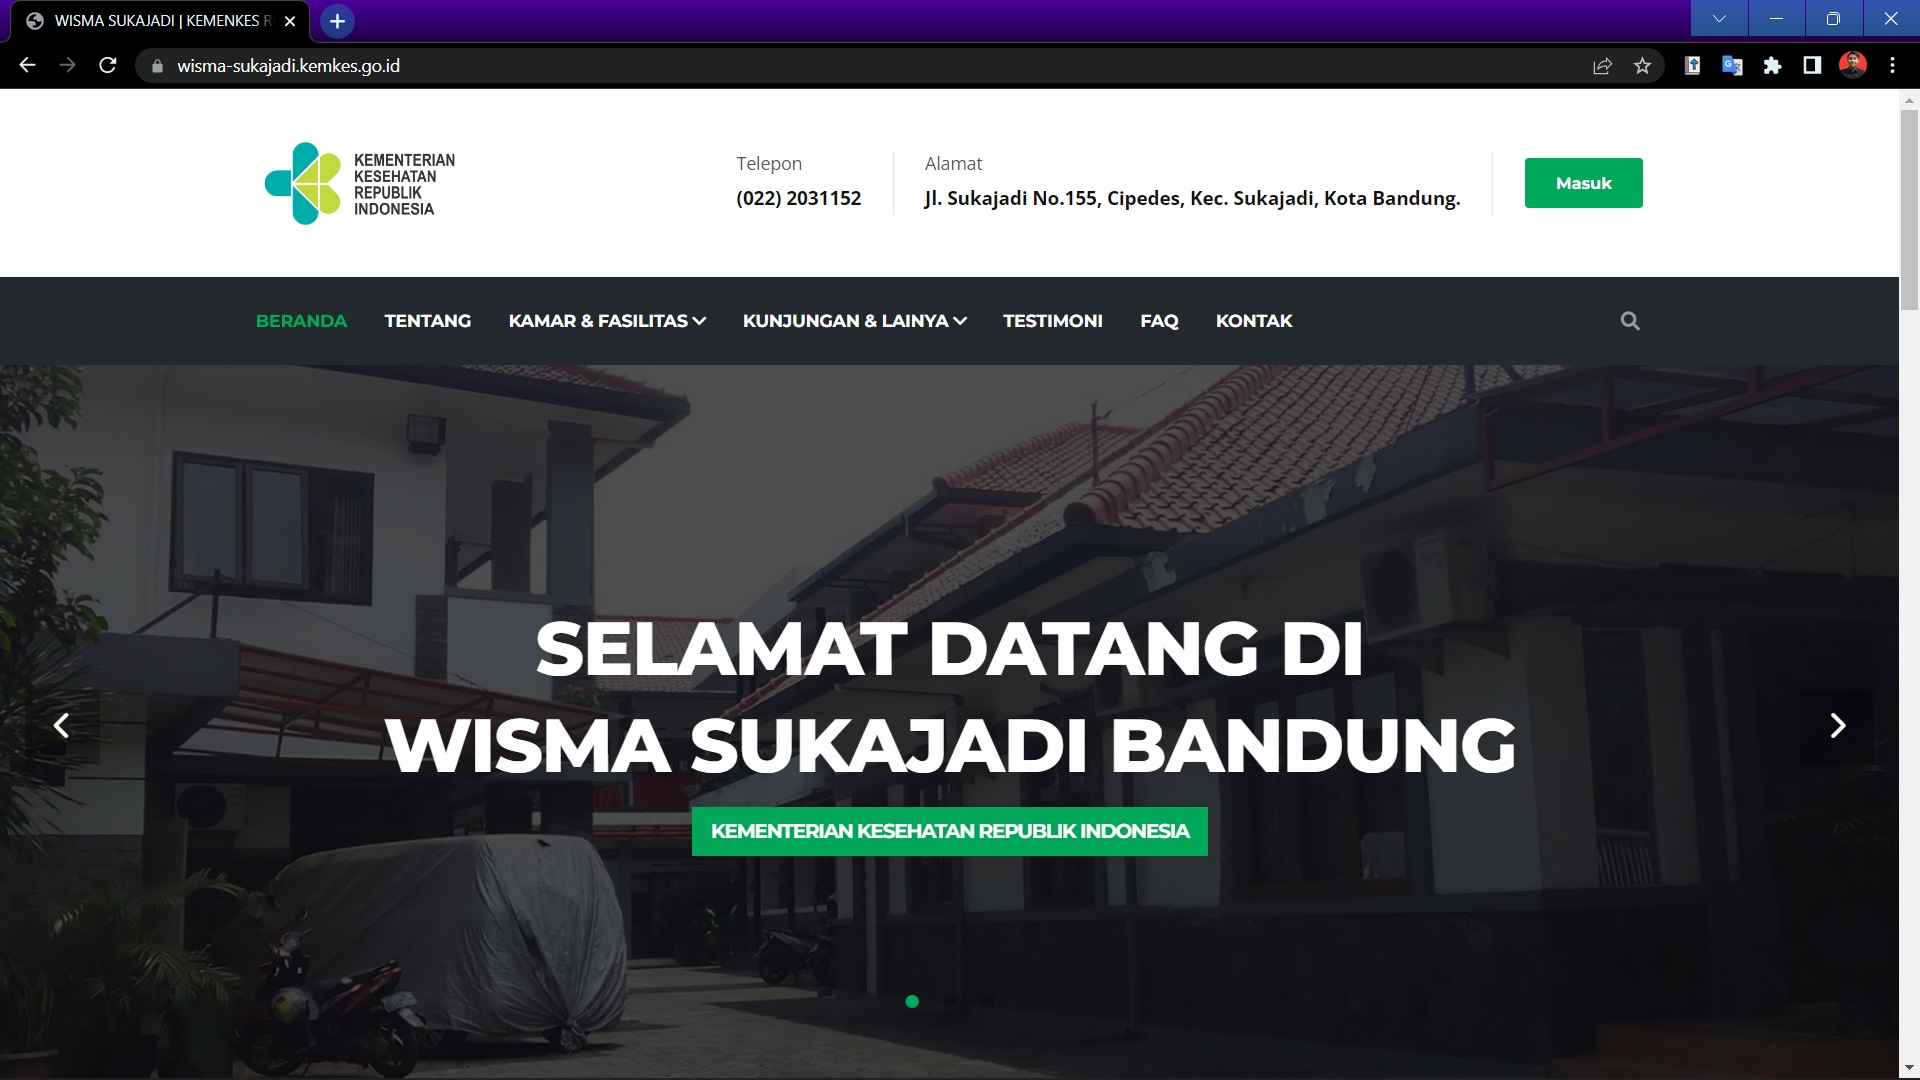 WISMA SUKAJADI | KEMENKES R
wisma-sukajadi.kemkes.go.id
KEMENTERIAN
KESEHATAN
REPUBLIK
INDONESIA
Telepon
(022) 2031152
Alamat
Jl. Sukajadi No.155, Cipedes, Kec. Sukajadi, Kota Bandung.
Masuk
BERANDA TENTANG KAMAR & FASILITAS KUNJUNGAN & LAINYA TESTIMONI FAQ KONTAK
SELAMAT DATANG DI
WISMA SUKAJADI BANDUNG
KEMENTERIAN KESEHATAN REPUBLIK INDONESIA